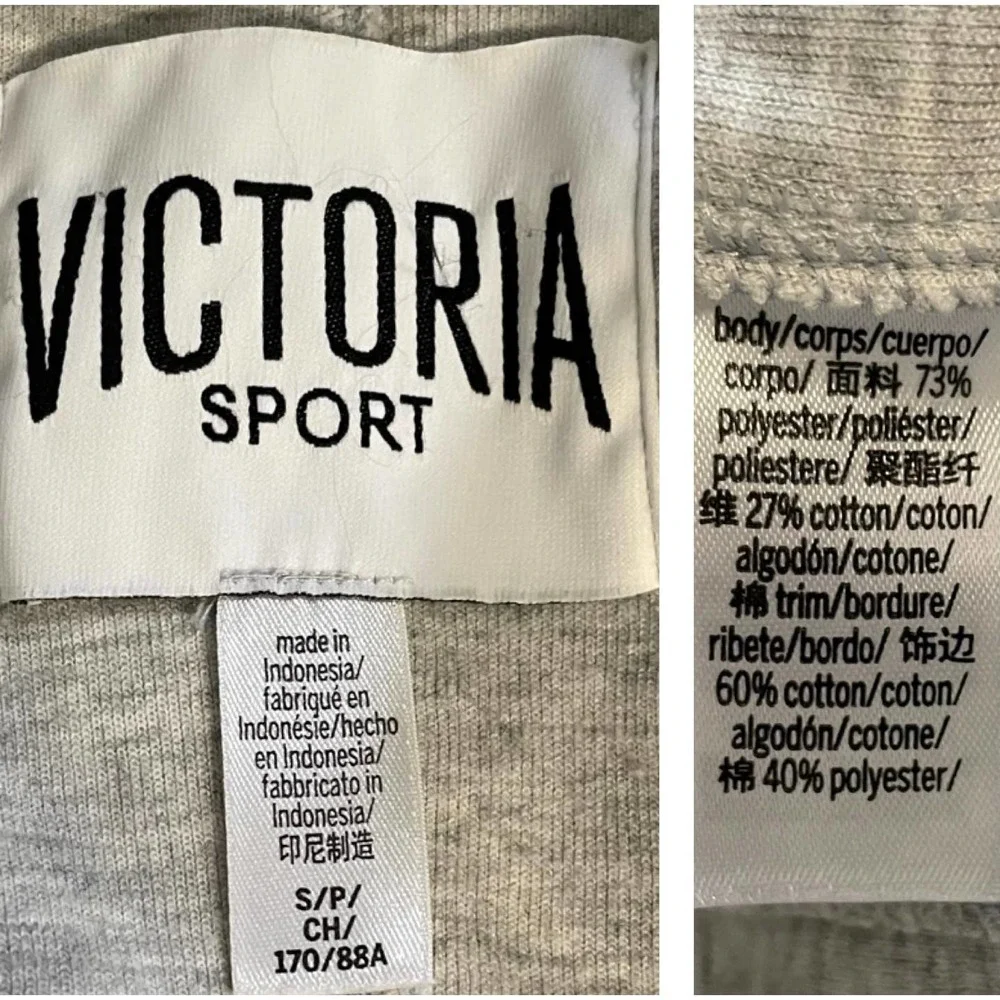 VICTORIA
SPORT
made in
Indonesia/
fabriqué en
Indonésie/hecho
en Indonesia/
fabbricato in
Indonesia/
印尼制造
S/P/
CH/
170/88A
body/corps/cuerpo/
corpo/ 面料 73%
polyester/poliéster/
poliestere/ 聚酯纤
维 27% cotton/coton/
algodón/cotone/
棉 trim/bordure/
ribete/bordo/ 饰边
60% cotton/coton/
algodón/cotone/
棉 40% polyester/